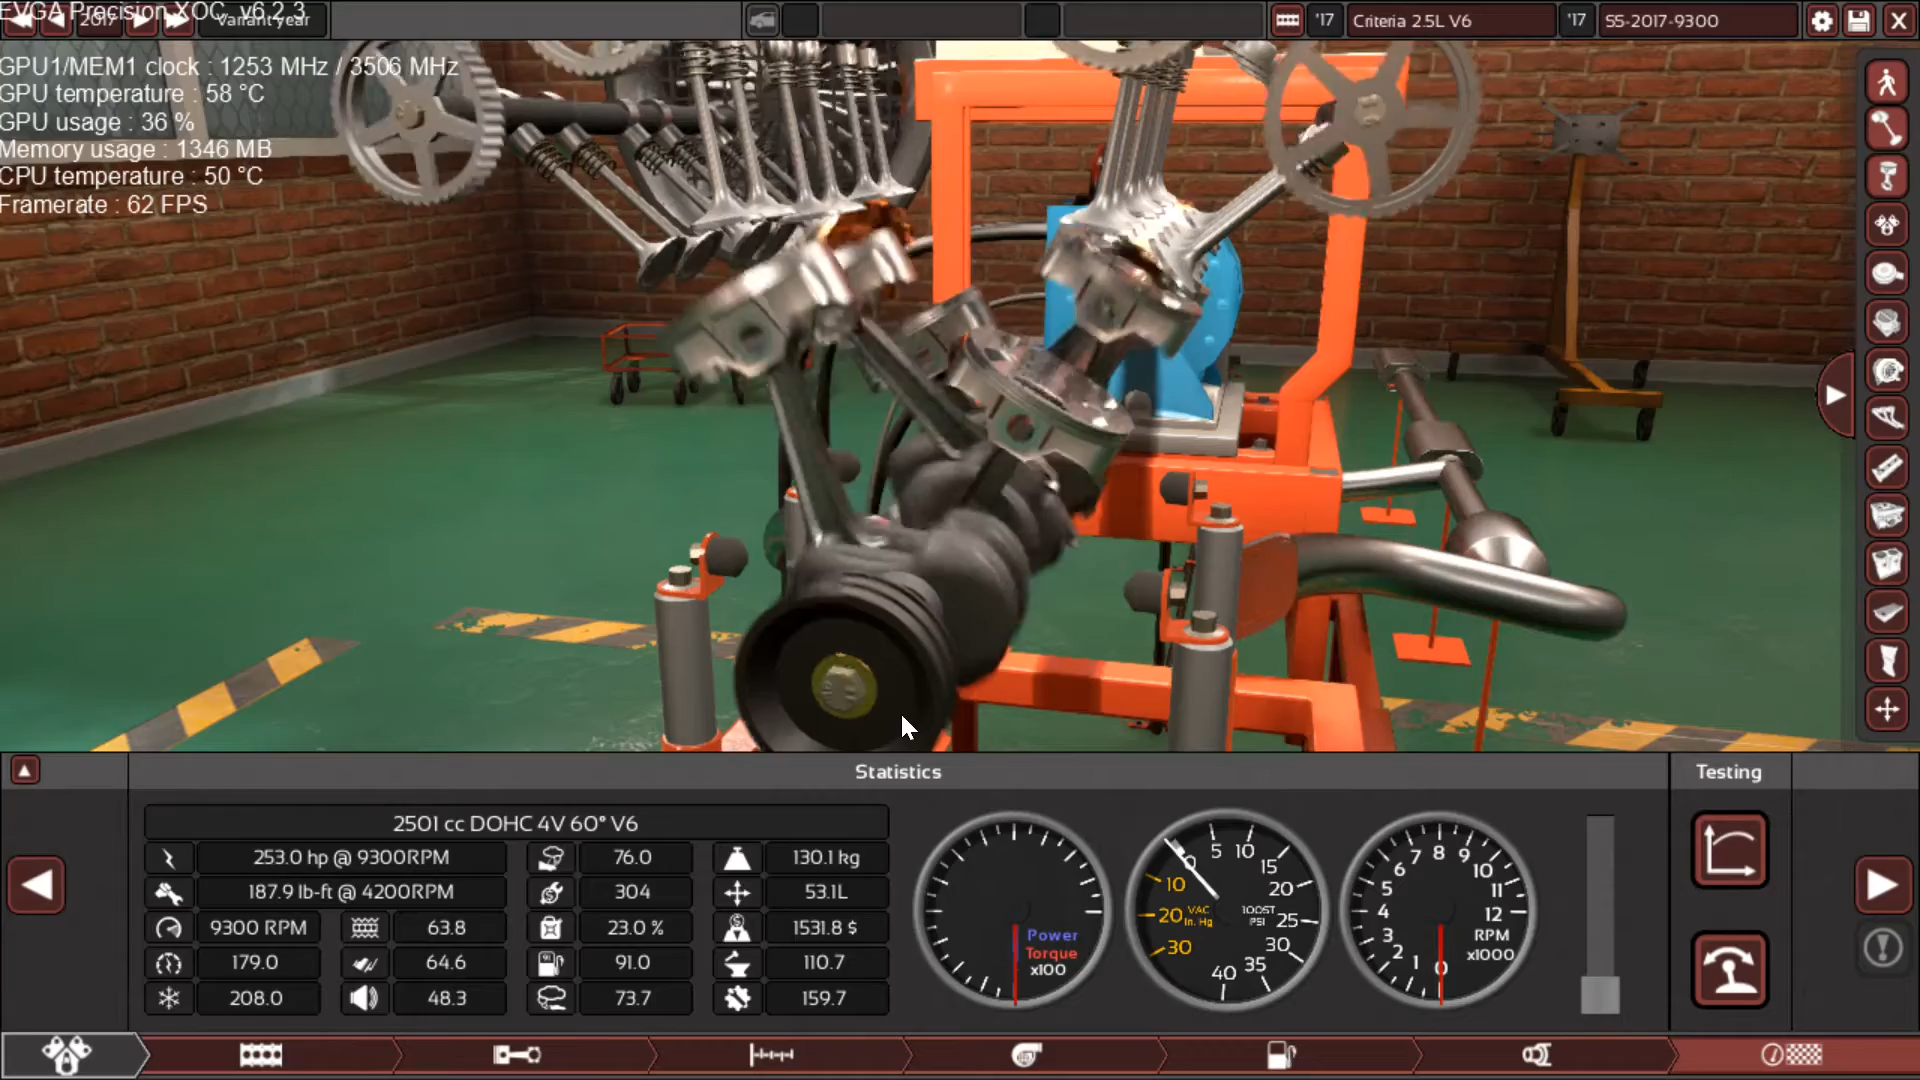 EVGA Precision XOC v6.2.3
2017
Variant year
'17
Criteria 2.5L V6
'17
S5-2017-9300
X
GPU1/MEM1 clock : 1253 MHz / 3506 MHz
GPU temperature : 58 °C
GPU usage : 36 %
Memory usage : 1346 MB
CPU temperature : 50 °C
Framerate : 62 FPS
Statistics
Testing
2501 cc DOHC 4V 60° V6
253.0 hp @ 9300RPM
76.0
130.1 kg
187.9 lb-ft @ 4200RPM
304
53.1L
9300 RPM
63.8
23.0 %
1531.8 $
179.0
64.6
91.0
110.7
208.0
48.3
73.7
159.7
Power
Torque
x100
0 5 10 15 20 25 30 35 40
10 20 30
VAC
In. Hg
PSI
0 1 2 3 4 5 6 7 8 9 10 11 12
RPM
x1000